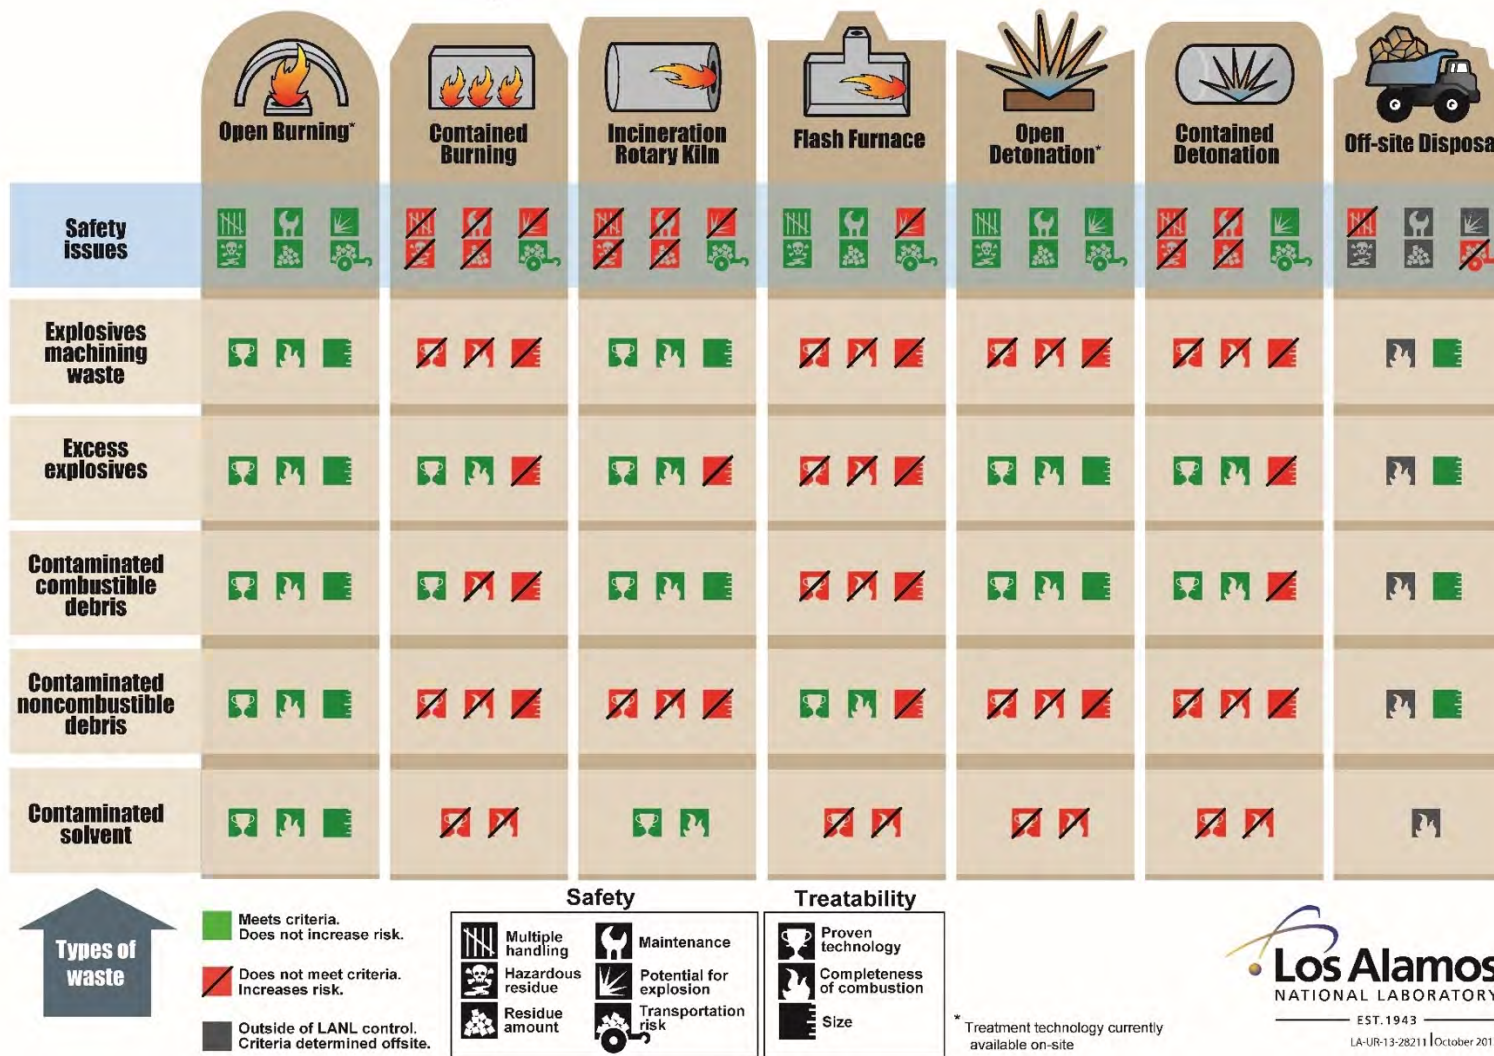 Open Burning*
Contained
Burning
Incineration
Rotary Kiln
Flash Furnace
Open
Detonation*
Contained
Detonation
Off-site Disposa
Safety
issues
Explosives
machining
waste
Excess
explosives
Contaminated
combustible
debris
Contaminated
noncombustible
debris
Contaminated
solvent
Types of
waste
Meets criteria.
Does not increase risk.
Does not meet criteria.
Increases risk.
Outside of LANL control.
Criteria determined offsite.
Safety
Multiple
handling
Hazardous
residue
Residue
amount
Maintenance
Potential for
explosion
Transportation
risk
Treatability
Proven
technology
Completeness
of combustion
Size
* Treatment technology currently
available on-site
Los Alamos
NATIONAL LABORATORY
EST.1943
LA-UR-13-28211 | October 201